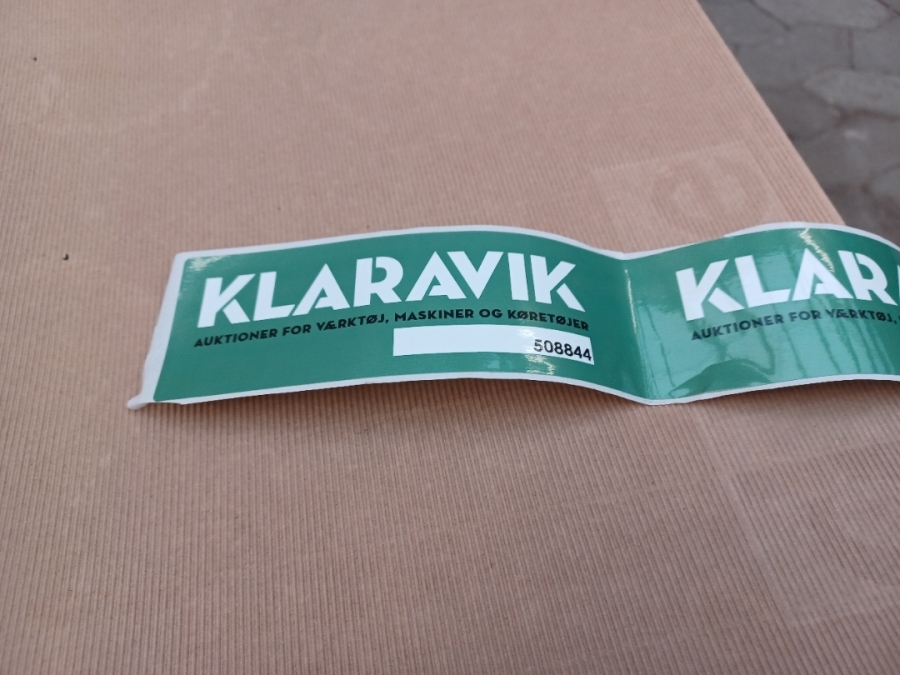 KLARAVIK
AUKTIONER FOR VÆRKTØJ, MASKINER OG KØRETØJER
508844
KLAR
AUKTIONER FOR VÆRKTØJ,